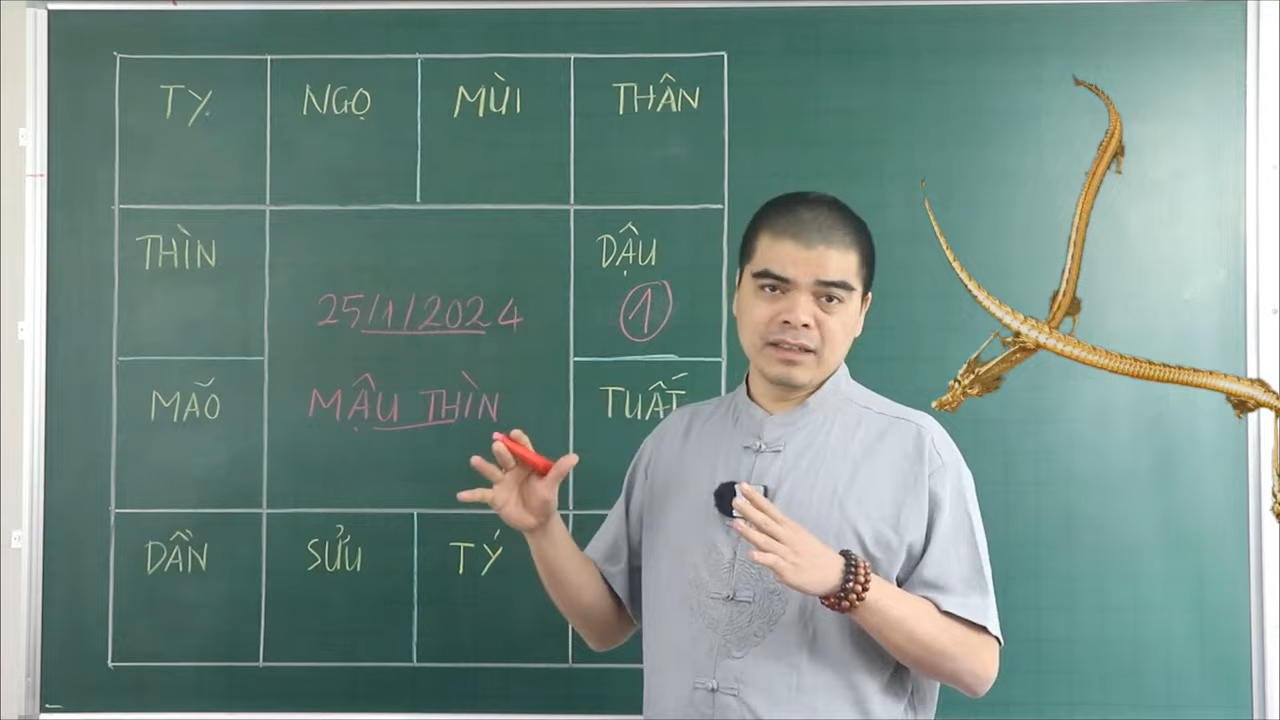 TỴ NGỌ MÙI THÂN
THÌN DẬU
25/1/2024 1
MÃO MẬU THÌN TUẤT
DẦN SỬU TÝ